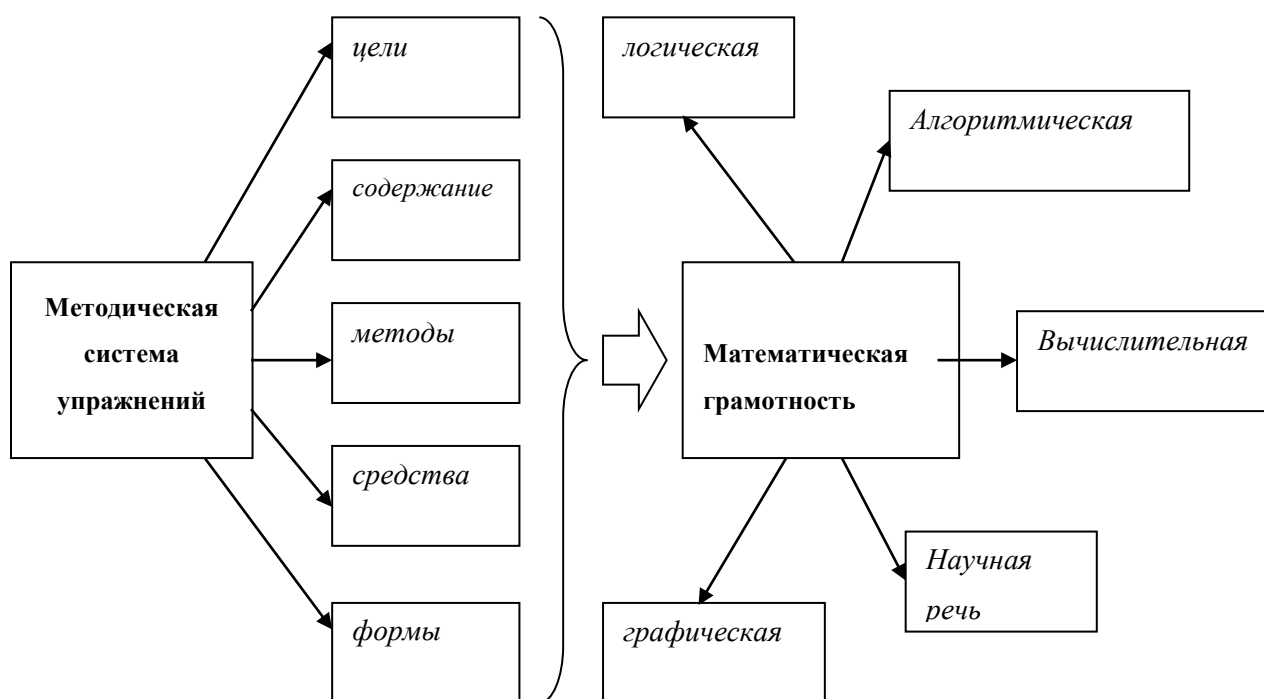 цели
содержание
методы
средства
формы
Методическая
система
упражнений
логическая
Алгоритмическая
Вычислительная
Математическая
грамотность
Научная
речь
графическая